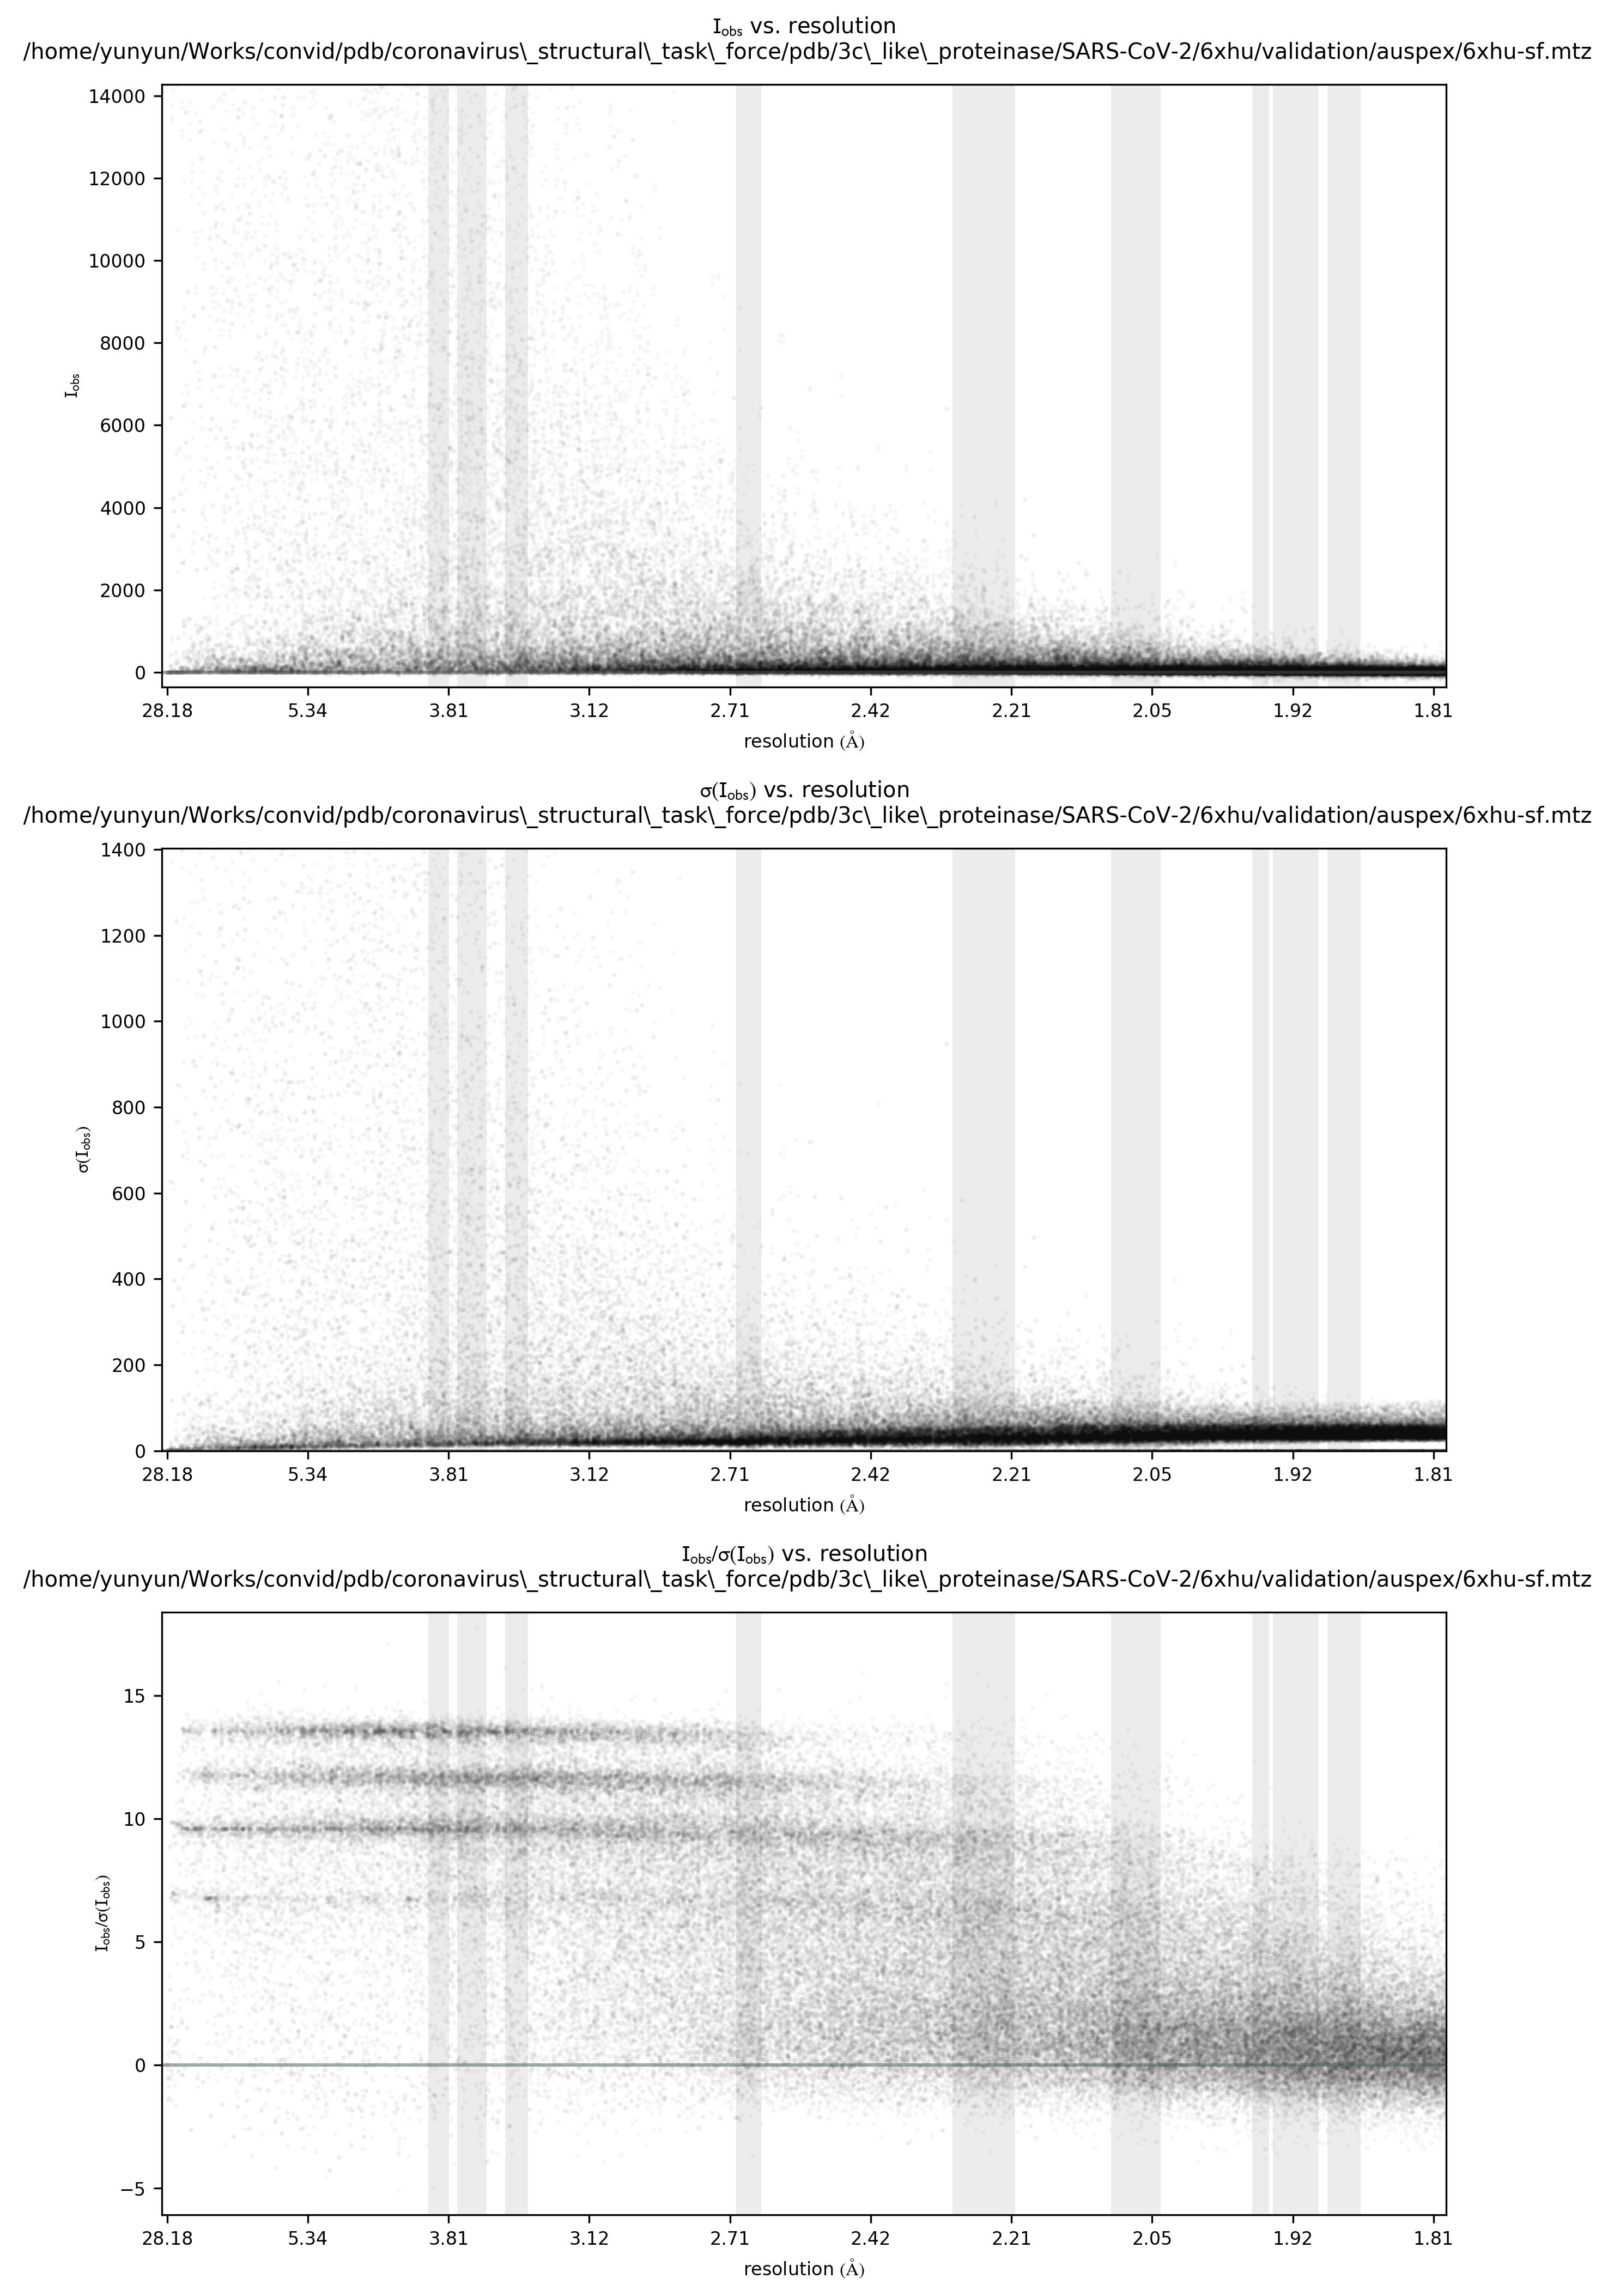 Iobs vs. resolution
/home/yunyun/Works/convid/pdb/coronavirus\_structural\_task\_force/pdb/3c\_like\_proteinase/SARS-CoV-2/6xhu/validation/auspex/6xhu-sf.mtz
14000
12000
10000
8000
6000
4000
2000
0
Iobs
28.18 5.34 3.81 3.12 2.71 2.42 2.21 2.05 1.92 1.81
resolution (Å)
σ(Iobs) vs. resolution
/home/yunyun/Works/convid/pdb/coronavirus\_structural\_task\_force/pdb/3c\_like\_proteinase/SARS-CoV-2/6xhu/validation/auspex/6xhu-sf.mtz
1400
1200
1000
800
600
400
200
0
σ(Iobs)
28.18 5.34 3.81 3.12 2.71 2.42 2.21 2.05 1.92 1.81
resolution (Å)
Iobs/σ(Iobs) vs. resolution
/home/yunyun/Works/convid/pdb/coronavirus\_structural\_task\_force/pdb/3c\_like\_proteinase/SARS-CoV-2/6xhu/validation/auspex/6xhu-sf.mtz
15
10
5
0
−5
Iobs/σ(Iobs)
28.18 5.34 3.81 3.12 2.71 2.42 2.21 2.05 1.92 1.81
resolution (Å)